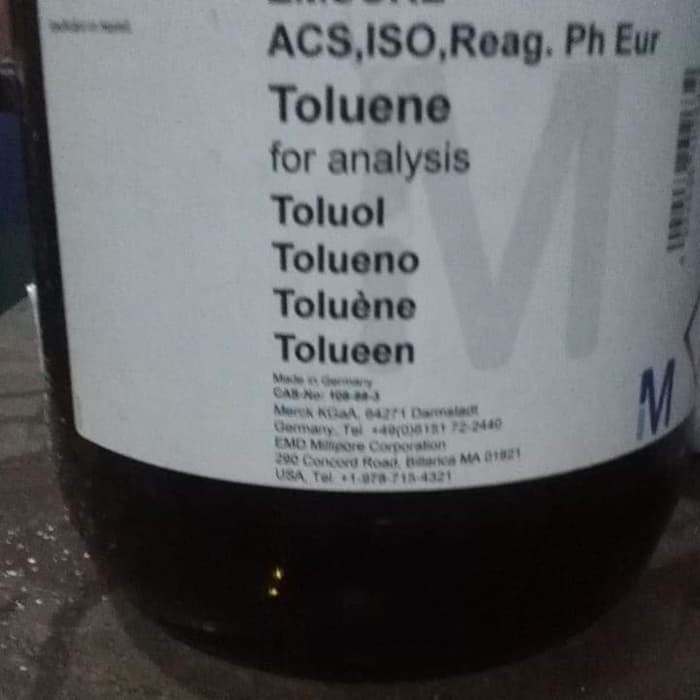 ACS,ISO,Reag. Ph Eur
Toluene
for analysis
Toluol
Tolueno
Toluène
Tolueen
Made in Germany
CAS-No: 108-88-3
Merck KGaA, 64271 Darmstadt
Germany, Tel. +49(0)6151 72-2440
EMD Millipore Corporation
290 Concord Road, Billerica MA 01821
USA, Tel. +1-978-715-4321
M